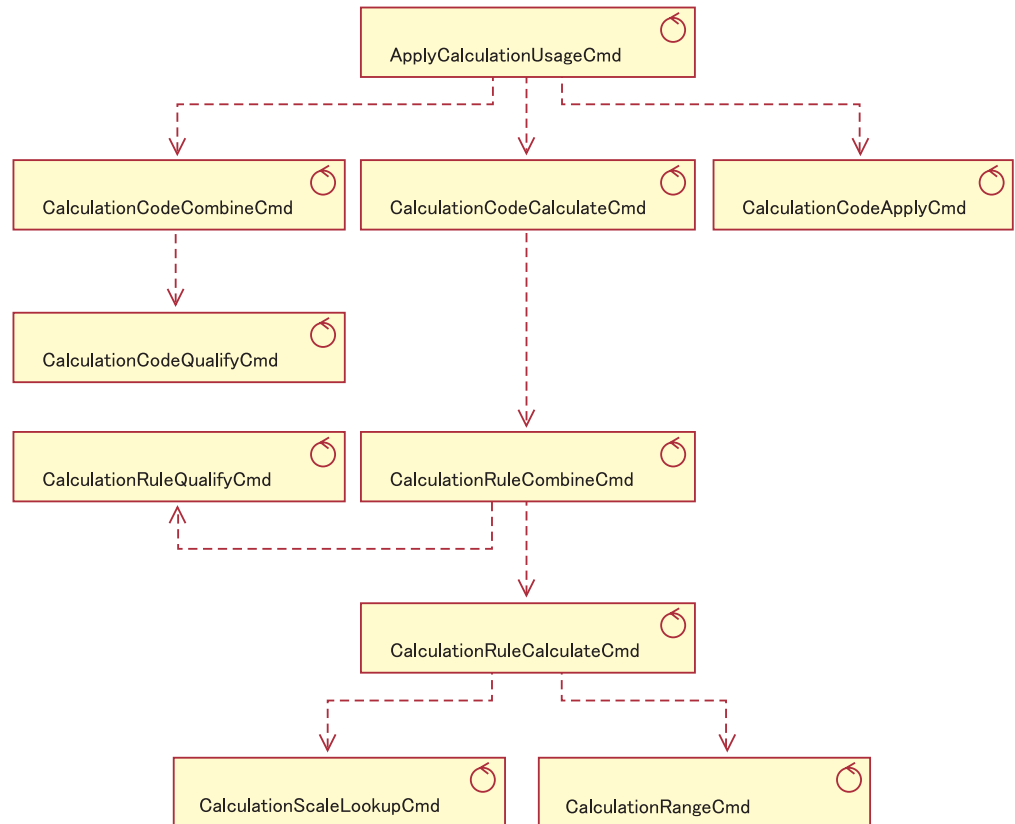 ApplyCalculationUsageCmd
CalculationCodeCombineCmd
CalculationCodeCalculateCmd
CalculationCodeApplyCmd
CalculationCodeQualifyCmd
CalculationRuleQualifyCmd
CalculationRuleCombineCmd
CalculationRuleCalculateCmd
CalculationScaleLookupCmd
CalculationRangeCmd